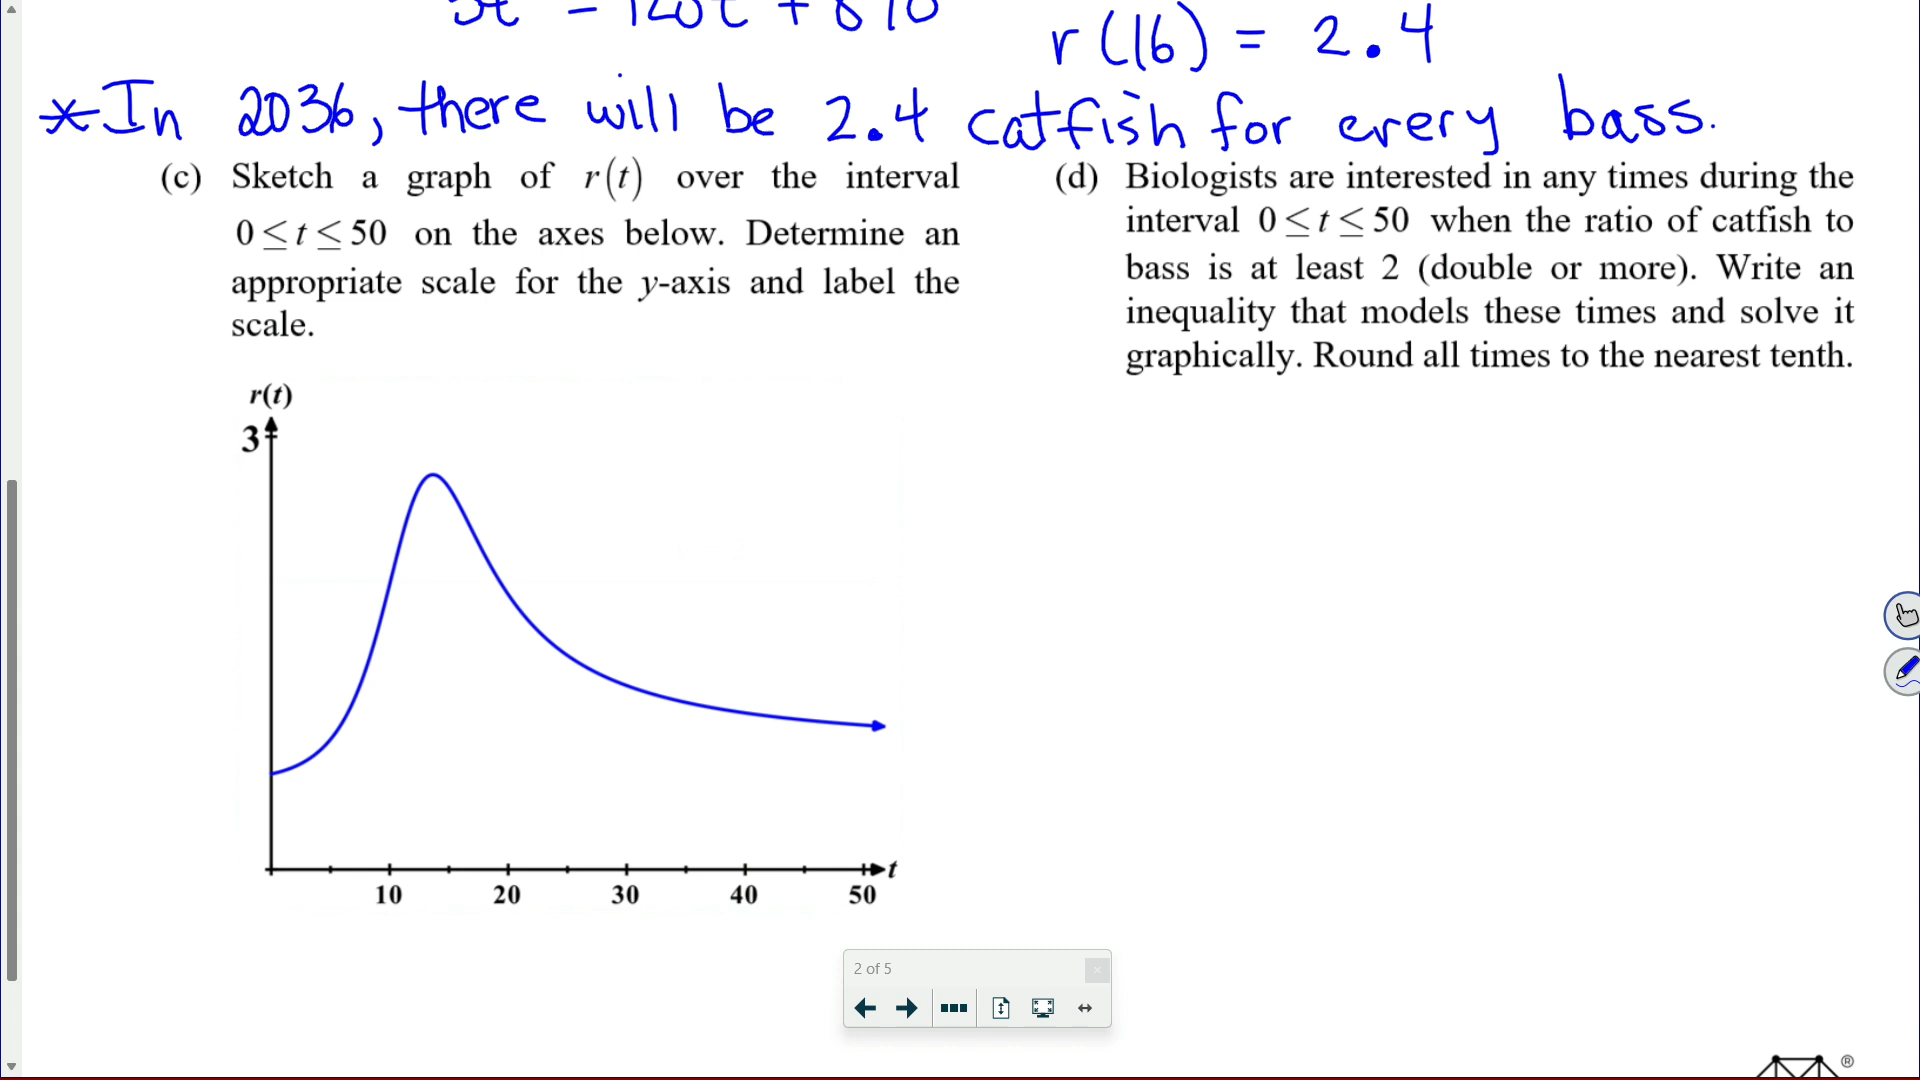 r(16) = 2.4
*In 2036, there will be 2.4 catfish for every bass.
(c) Sketch a graph of r(t) over the interval
0 ≤ t ≤ 50 on the axes below. Determine an
appropriate scale for the y-axis and label the
scale.
(d) Biologists are interested in any times during the
interval 0 ≤ t ≤ 50 when the ratio of catfish to
bass is at least 2 (double or more). Write an
inequality that models these times and solve it
graphically. Round all times to the nearest tenth.
r(t)
3
t
10 20 30 40 50
2 of 5
®